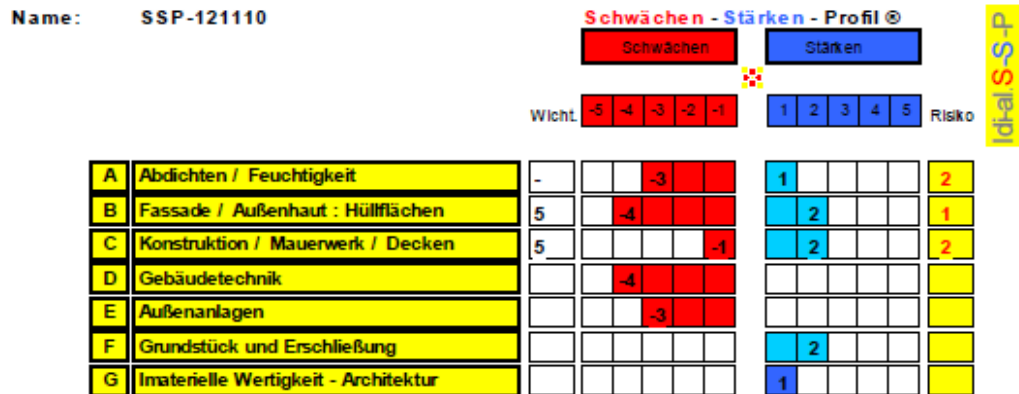 Name: SSP-121110 Schwächen - Stärken - Profil ®
Schwächen Stärken
Wicht. -5 -4 -3 -2 -1 1 2 3 4 5 Risiko
Idi-al.S-S-P
A Abdichten / Feuchtigkeit - -3 1 2
B Fassade / Außenhaut : Hüllflächen 5 -4 2 1
C Konstruktion / Mauerwerk / Decken 5 -1 2 2
D Gebäudetechnik -4
E Außenanlagen -3
F Grundstück und Erschließung 2
G Imaterielle Wertigkeit - Architektur 1